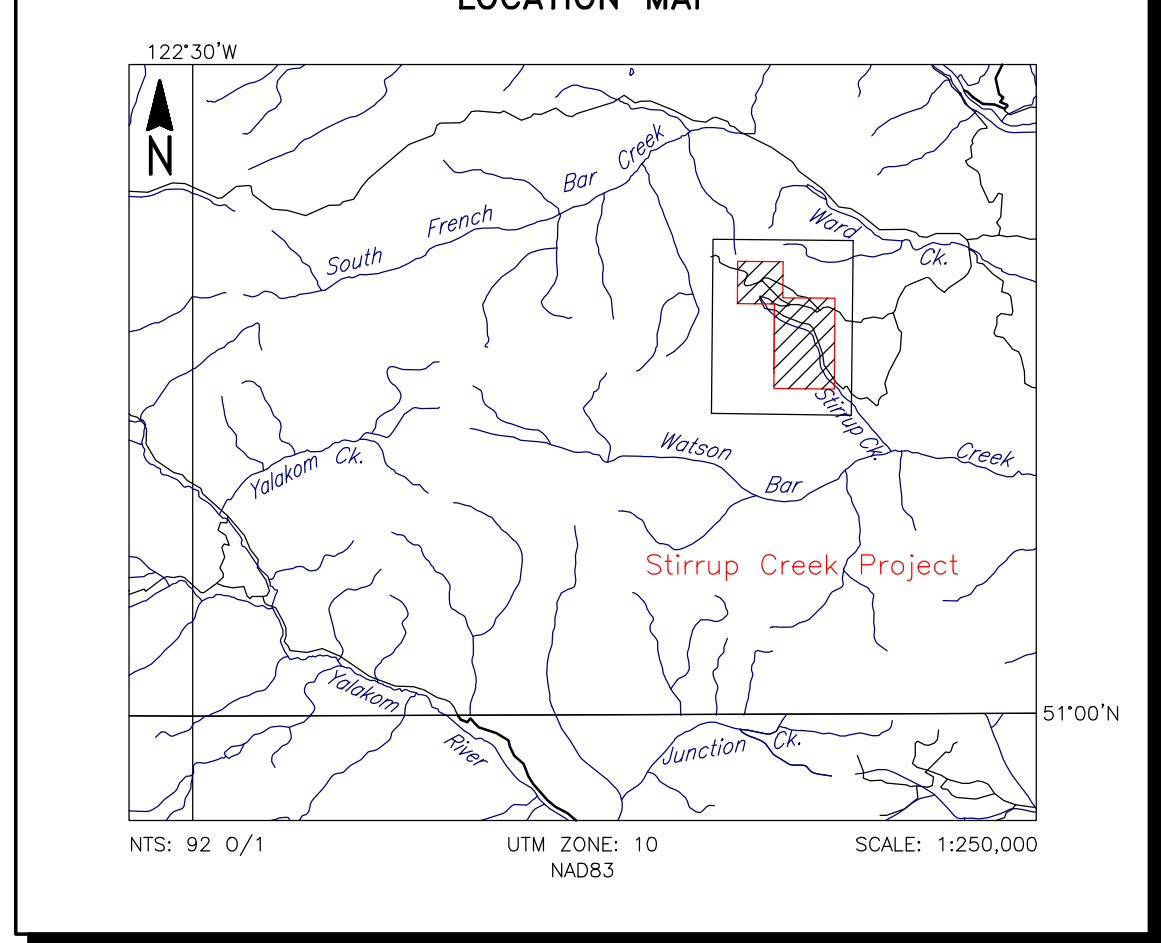 LOCATION MAP
122°30'W
N
South French Bar Creek
Ward Ck.
Stirrup Ck.
Watson Bar Creek
Yalakom Ck.
Stirrup Creek Project
Yalakom River
51°00'N
Junction Ck.
NTS: 92 O/1
UTM ZONE: 10
SCALE: 1:250,000
NAD83